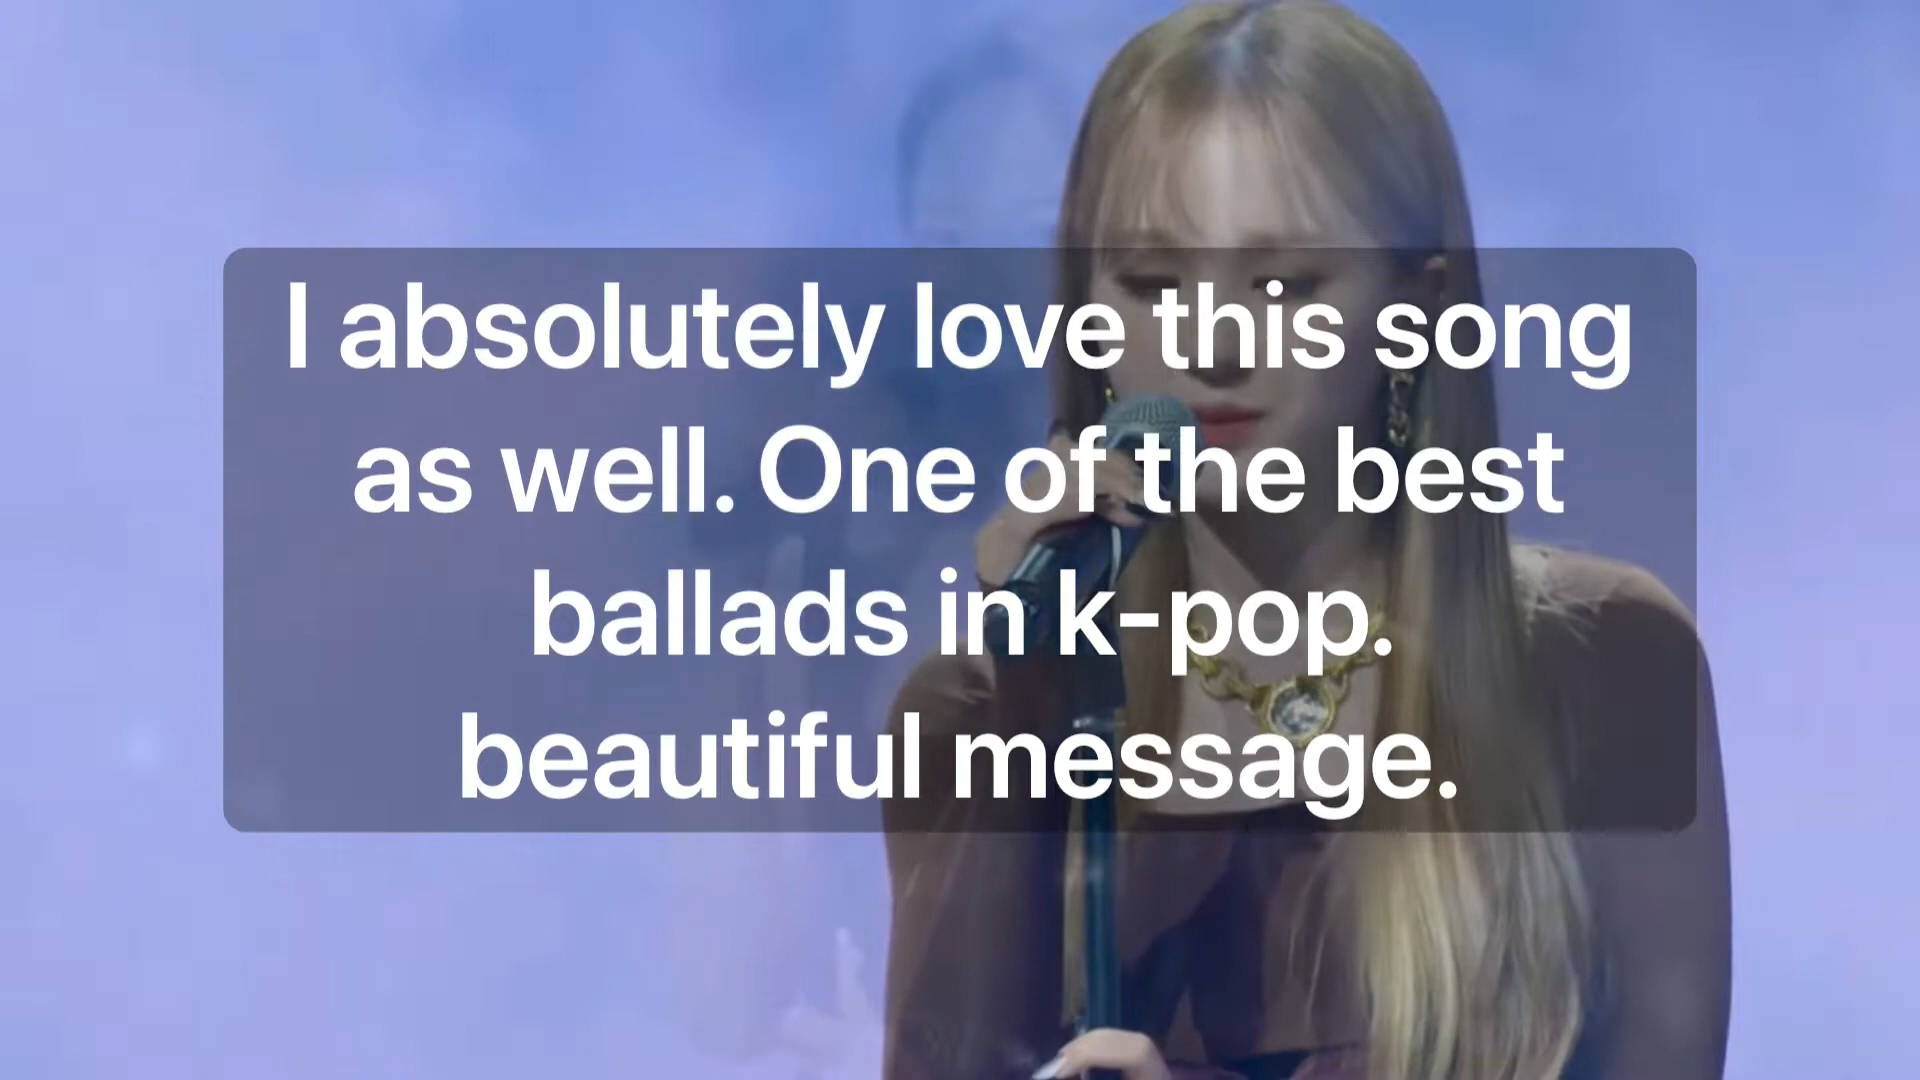 I absolutely love this song
as well. One of the best
ballads in k-pop.
beautiful message.